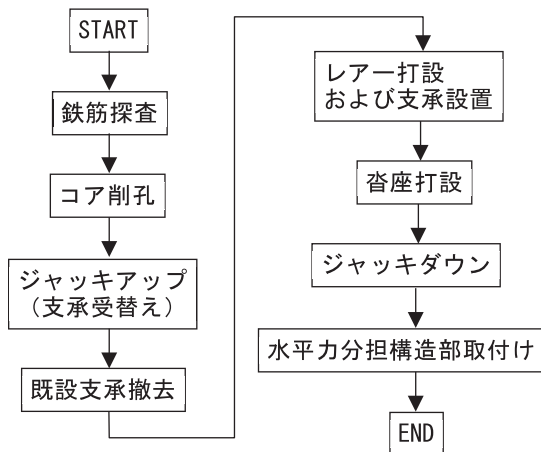 START
鉄筋探査
コア削孔
ジャッキアップ
（支承受替え）
既設支承撤去
レアー打設
および支承設置
沓座打設
ジャッキダウン
水平力分担構造部取付け
END